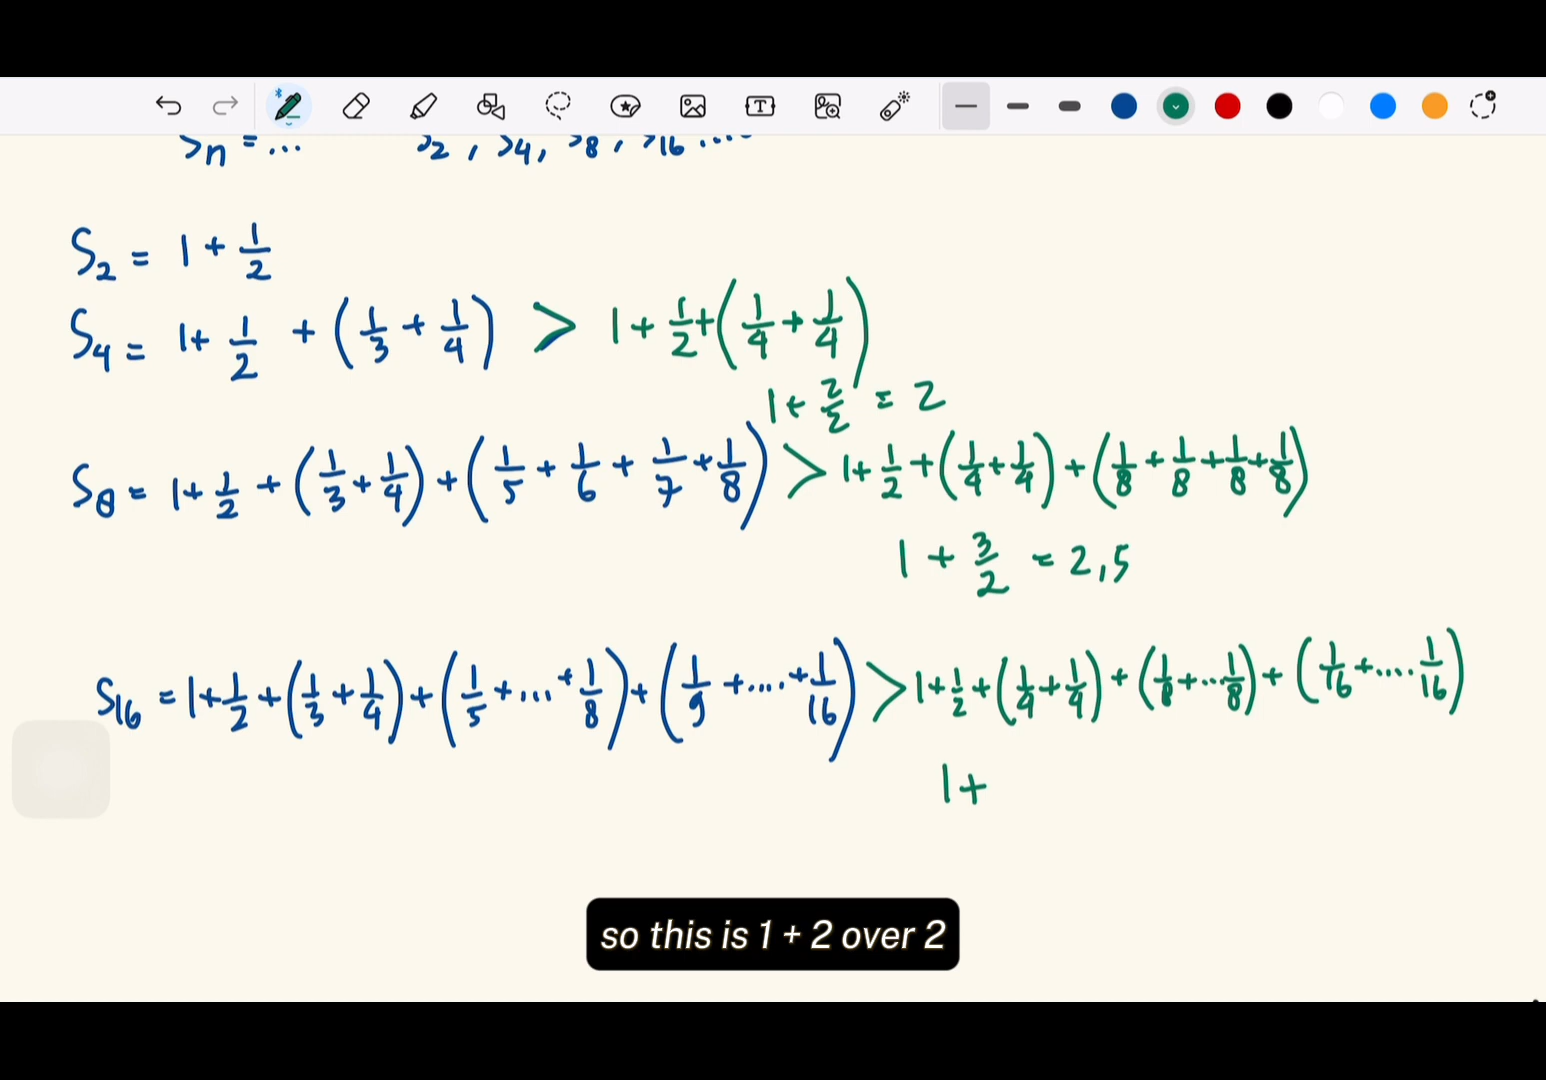 Sn = ... S2 , S4, S8 , S16 ....
S2 = 1 + 1/2
S4 = 1 + 1/2 + (1/3 + 1/4) > 1 + 1/2 + (1/4 + 1/4)
1 + 2/2 = 2
S8 = 1 + 1/2 + (1/3 + 1/4) + (1/5 + 1/6 + 1/7 + 1/8) > 1 + 1/2 + (1/4 + 1/4) + (1/8 + 1/8 + 1/8 + 1/8)
1 + 3/2 = 2,5
S16 = 1 + 1/2 + (1/3 + 1/4) + (1/5 + ... + 1/8) + (1/9 + .... + 1/16) > 1 + 1/2 + (1/4 + 1/4) + (1/8 + ... 1/8) + (1/16 + .... 1/16)
1 +
so this is 1 + 2 over 2